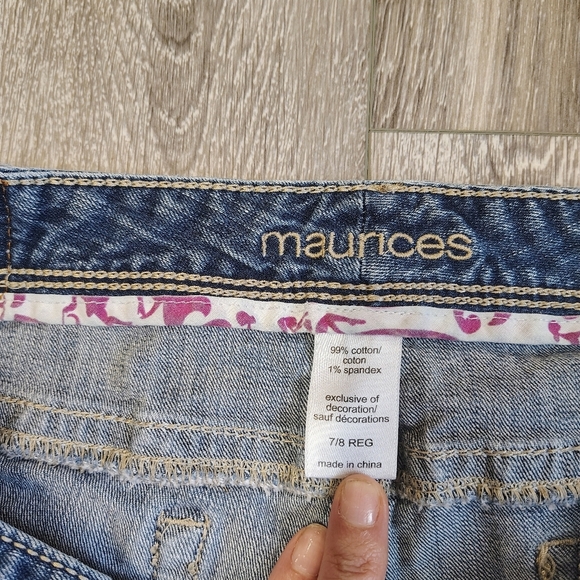 maurices
99% cotton/
coton
1% spandex
exclusive of
decoration/
sauf décorations
7/8 REG
made in china